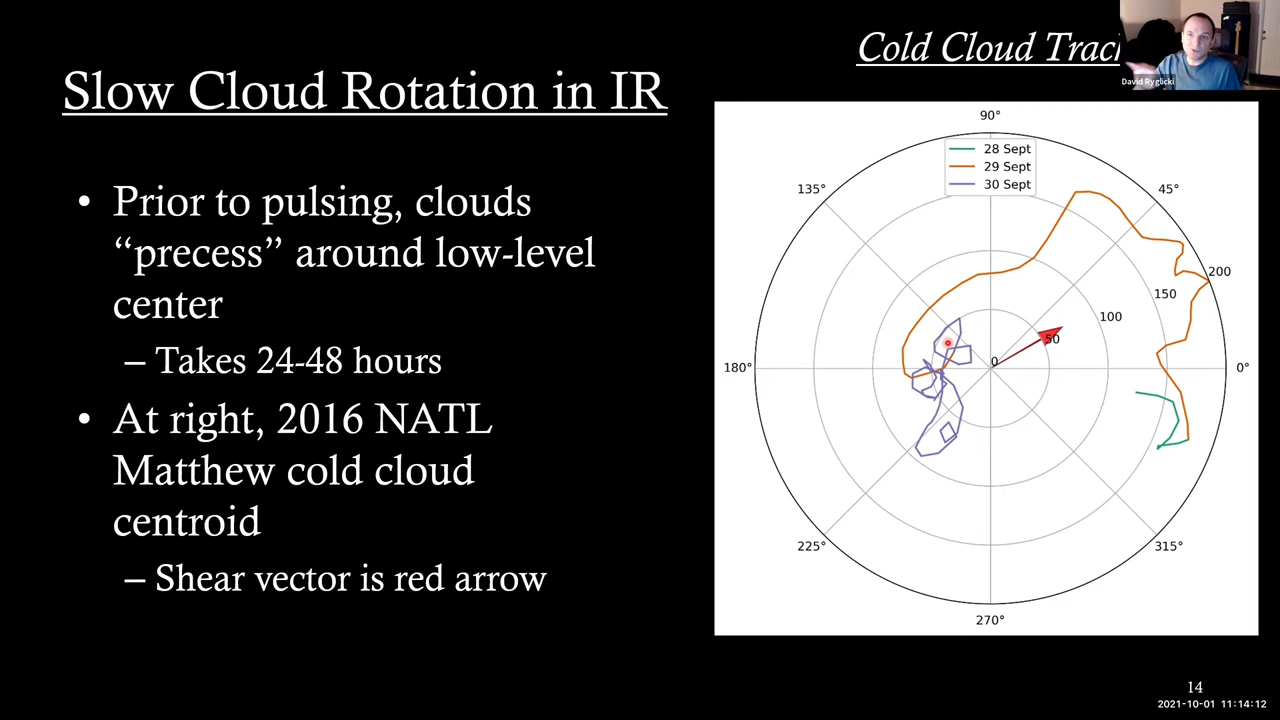 Cold Cloud Trac
David Ryglicki
Slow Cloud Rotation in IR
• Prior to pulsing, clouds
“precess” around low-level
center
– Takes 24-48 hours
• At right, 2016 NATL
Matthew cold cloud
centroid
– Shear vector is red arrow
90°
28 Sept
29 Sept
30 Sept
135°
45°
200
150
100
50
0
180°
0°
225°
315°
270°
14
2021-10-01 11:14:12